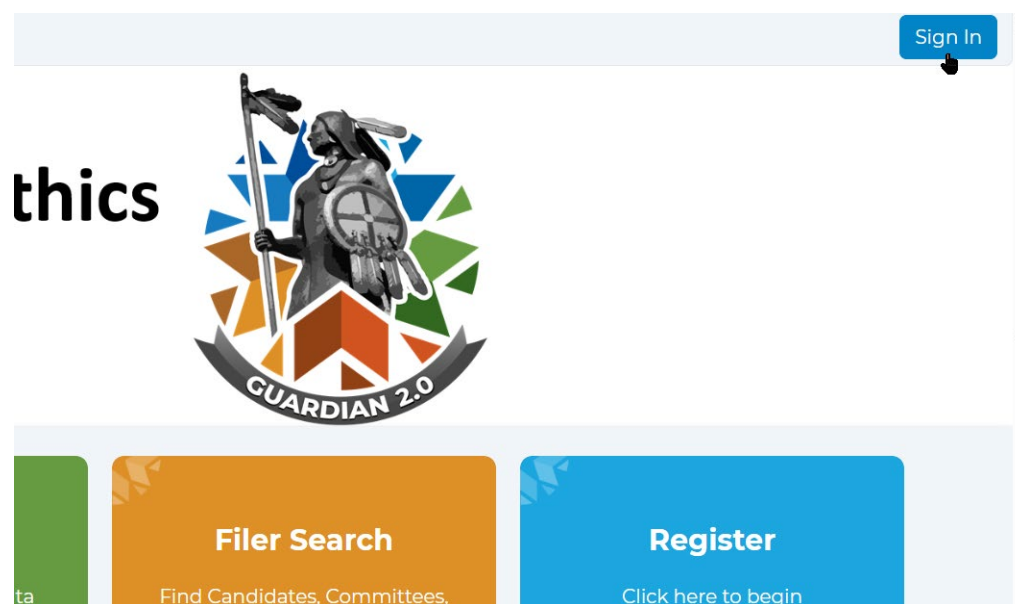 Sign In
thics
GUARDIAN 2.0
Filer Search
Register
ta
Find Candidates, Committees,
Click here to begin